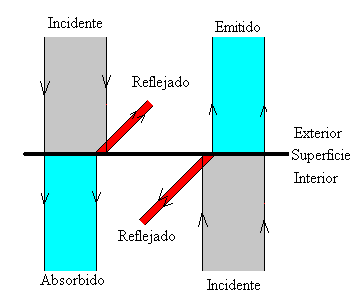 Incidente
Emitido
Reflejado
Exterior
Superficie
Interior
Reflejado
Absorbido
Incidente